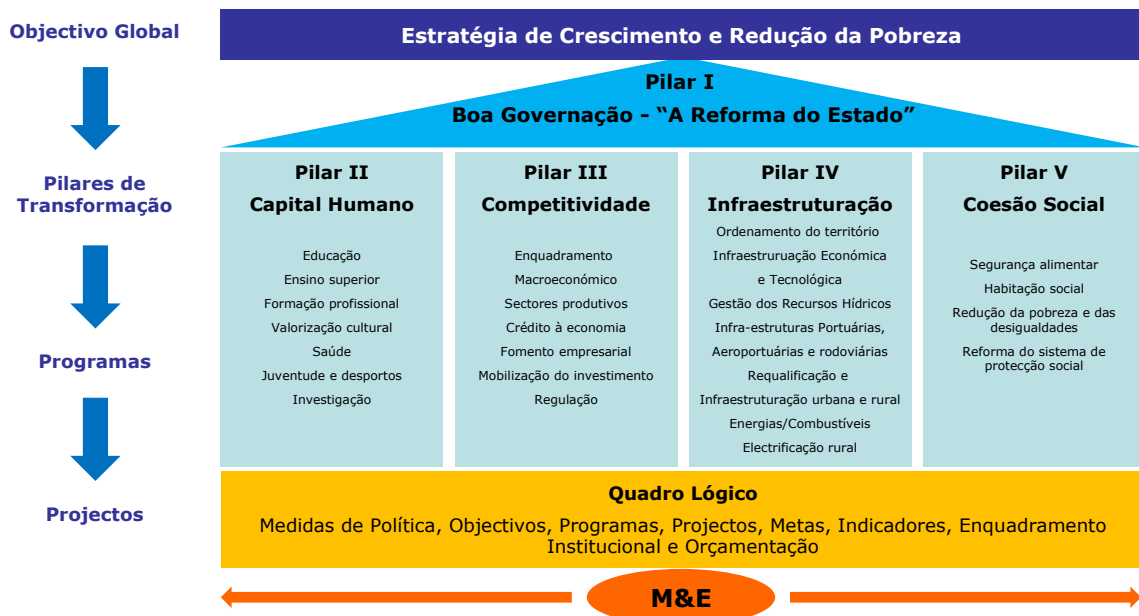 Objectivo Global
Pilares de
Transformação
Programas
Projectos
Estratégia de Crescimento e Redução da Pobreza
Pilar I
Boa Governação - “A Reforma do Estado”
Pilar II
Capital Humano
Educação
Ensino superior
Formação profissional
Valorização cultural
Saúde
Juventude e desportos
Investigação
Pilar III
Competitividade
Enquadramento
Macroeconómico
Sectores produtivos
Crédito à economia
Fomento empresarial
Mobilização do investimento
Regulação
Pilar IV
Infraestruturação
Ordenamento do território
Infraestruruação Económica
e Tecnológica
Gestão dos Recursos Hídricos
Infra-estruturas Portuárias,
Aeroportuárias e rodoviárias
Requalificação e
Infraestruturação urbana e rural
Energias/Combustíveis
Electrificação rural
Pilar V
Coesão Social
Segurança alimentar
Habitação social
Redução da pobreza e das
desigualdades
Reforma do sistema de
protecção social
Quadro Lógico
Medidas de Política, Objectivos, Programas, Projectos, Metas, Indicadores, Enquadramento
Institucional e Orçamentação
M&E